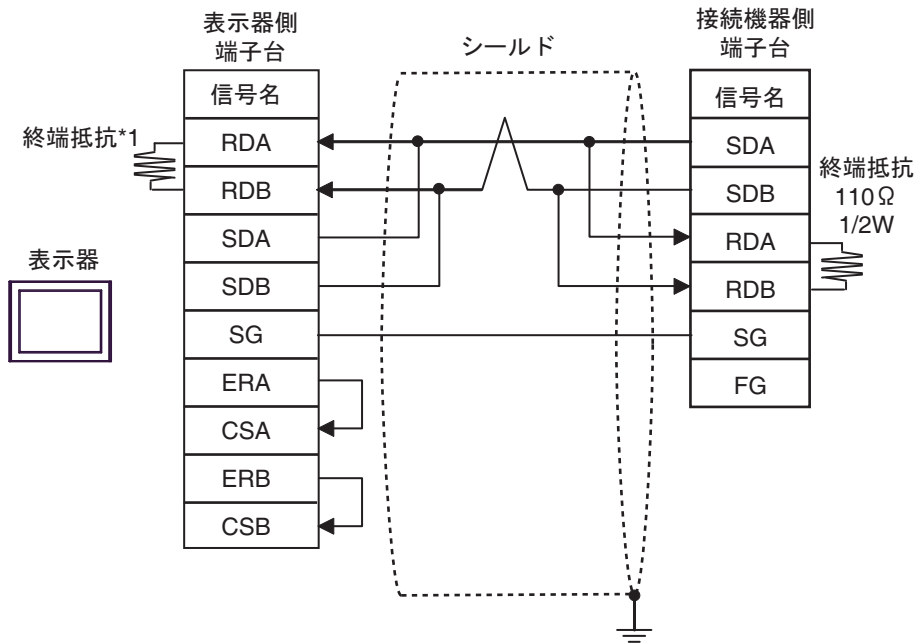 表示器側
端子台
信号名
RDA
RDB
SDA
SDB
SG
ERA
CSA
ERB
CSB
終端抵抗*1
表示器
シールド
接続機器側
端子台
信号名
SDA
SDB
RDA
RDB
SG
FG
終端抵抗
110Ω
1/2W